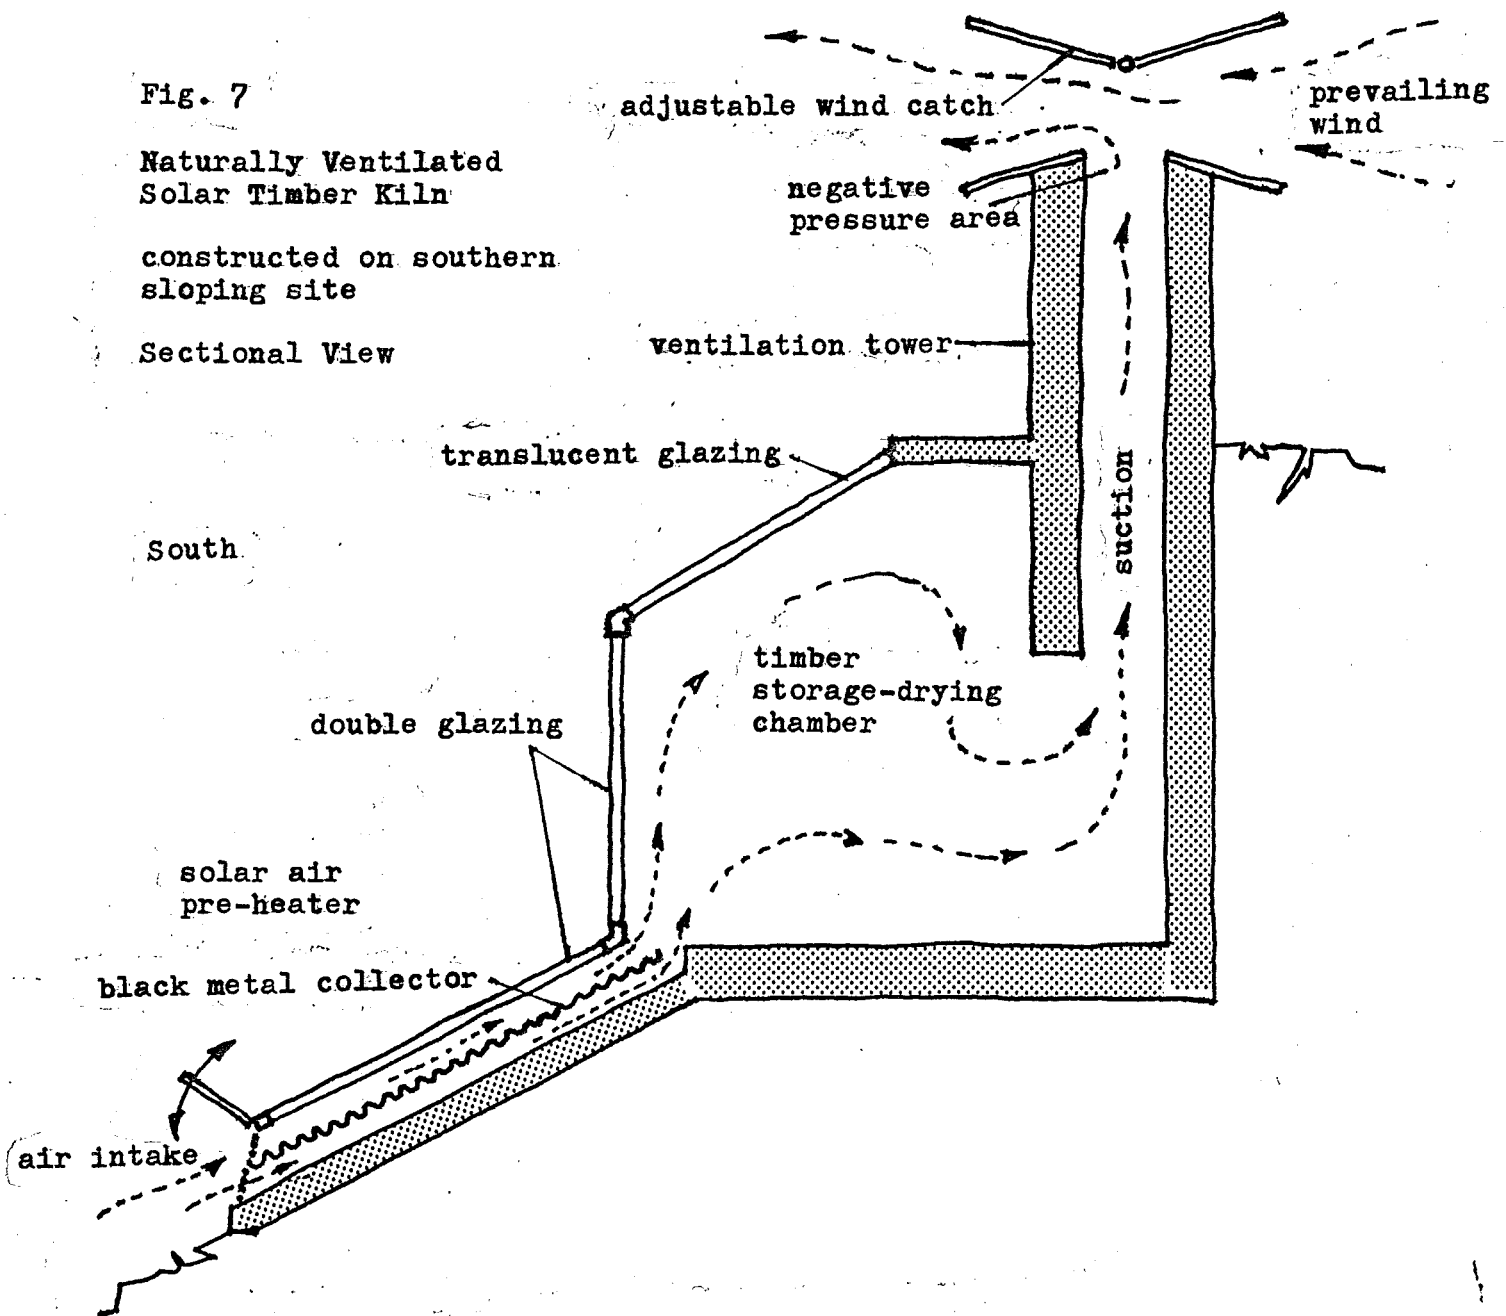 Fig. 7
Naturally Ventilated
Solar Timber Kiln
constructed on southern
sloping site
Sectional View
adjustable wind catch
prevailing
wind
negative
pressure area
ventilation tower
translucent glazing
suction
South
timber
storage-drying
chamber
double glazing
solar air
pre-heater
black metal collector
air intake